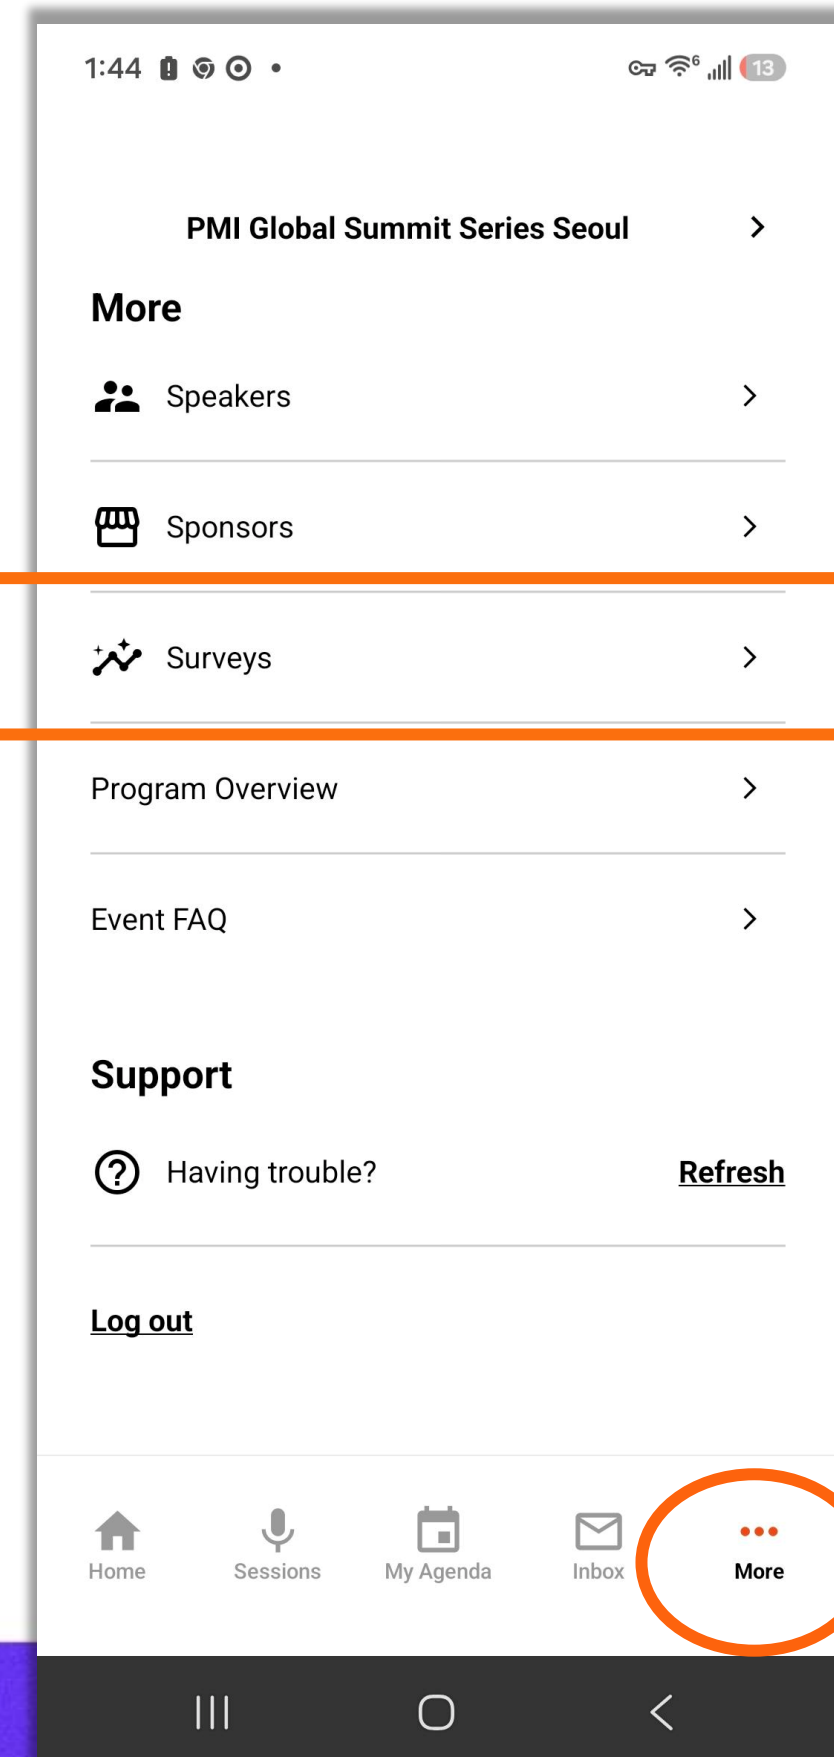 1:44
6
13
PMI Global Summit Series Seoul
More
Speakers
Sponsors
Surveys
Program Overview
Event FAQ
Support
Having trouble? Refresh
Log out
Home Sessions My Agenda Inbox More